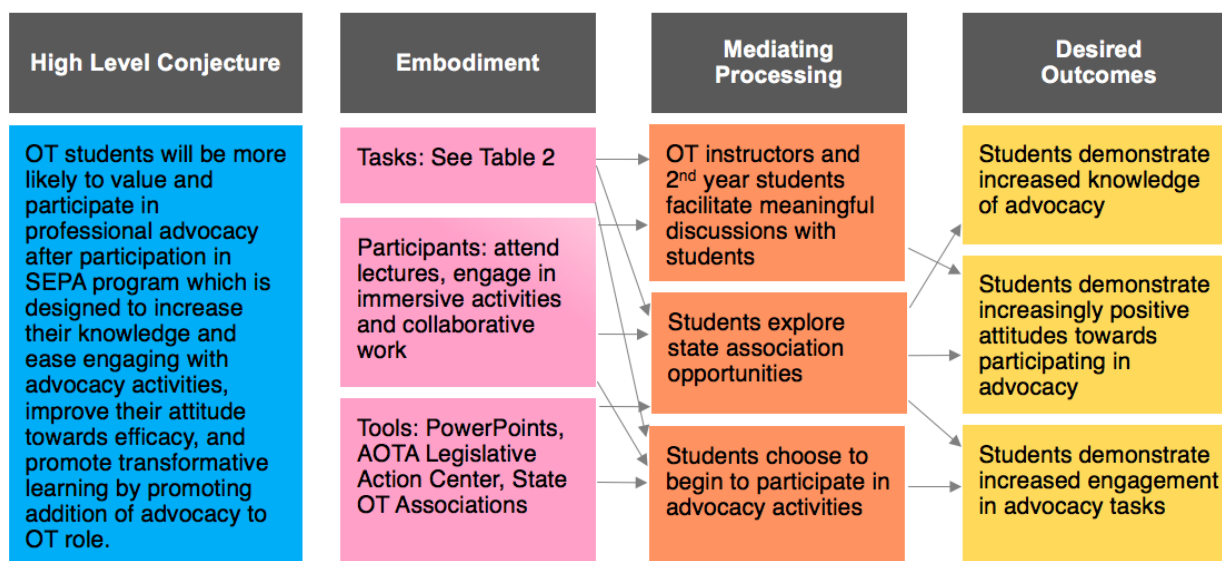 High Level Conjecture
OT students will be more
likely to value and
participate in
professional advocacy
after participation in
SEPA program which is
designed to increase
their knowledge and
ease engaging with
advocacy activities,
improve their attitude
towards efficacy, and
promote transformative
learning by promoting
addition of advocacy to
OT role.
Embodiment
Tasks: See Table 2
Participants: attend
lectures, engage in
immersive activities
and collaborative
work
Tools: PowerPoints,
AOTA Legislative
Action Center, State
OT Associations
Mediating
Processing
OT instructors and
2nd year students
facilitate meaningful
discussions with
students
Students explore
state association
opportunities
Students choose to
begin to participate in
advocacy activities
Desired
Outcomes
Students demonstrate
increased knowledge
of advocacy
Students demonstrate
increasingly positive
attitudes towards
participating in
advocacy
Students demonstrate
increased engagement
in advocacy tasks